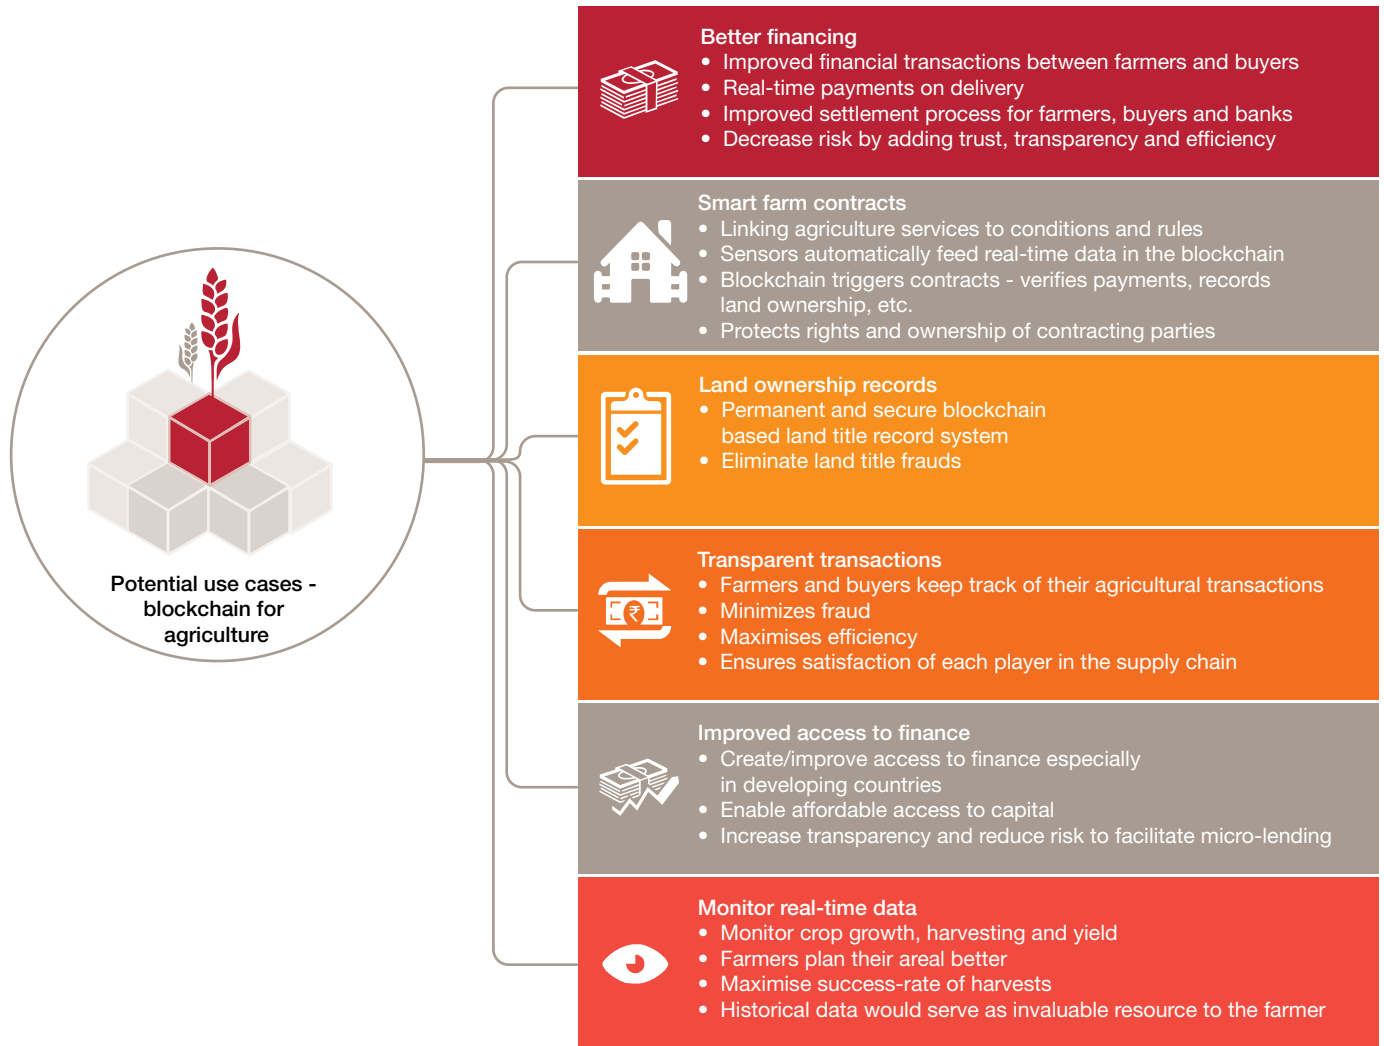 Potential use cases -
blockchain for
agriculture
Better financing
• Improved financial transactions between farmers and buyers
• Real-time payments on delivery
• Improved settlement process for farmers, buyers and banks
• Decrease risk by adding trust, transparency and efficiency
Smart farm contracts
• Linking agriculture services to conditions and rules
• Sensors automatically feed real-time data in the blockchain
• Blockchain triggers contracts - verifies payments, records
land ownership, etc.
• Protects rights and ownership of contracting parties
Land ownership records
• Permanent and secure blockchain
based land title record system
• Eliminate land title frauds
Transparent transactions
• Farmers and buyers keep track of their agricultural transactions
• Minimizes fraud
• Maximises efficiency
• Ensures satisfaction of each player in the supply chain
₹
Improved access to finance
• Create/improve access to finance especially
in developing countries
• Enable affordable access to capital
• Increase transparency and reduce risk to facilitate micro-lending
Monitor real-time data
• Monitor crop growth, harvesting and yield
• Farmers plan their areal better
• Maximise success-rate of harvests
• Historical data would serve as invaluable resource to the farmer